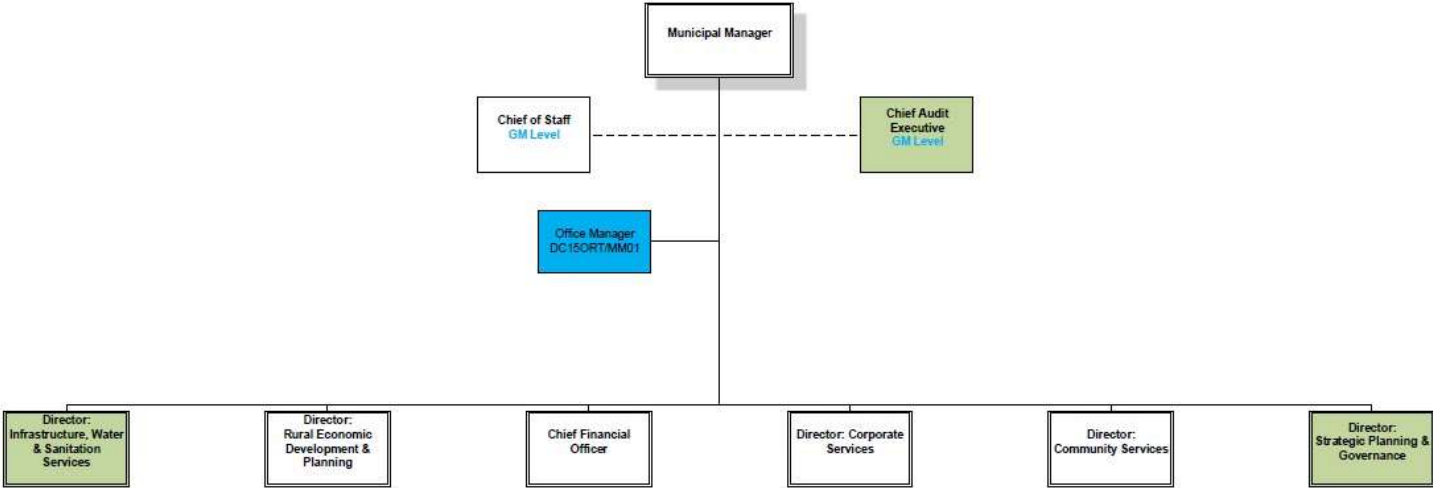 Municipal Manager
Chief of Staff
GM Level
Chief Audit
Executive
GM Level
Office Manager
DC15ORT/MM01
Director:
Infrastructure, Water
& Sanitation
Services
Director:
Rural Economic
Development &
Planning
Chief Financial
Officer
Director: Corporate
Services
Director:
Community Services
Director:
Strategic Planning &
Governance